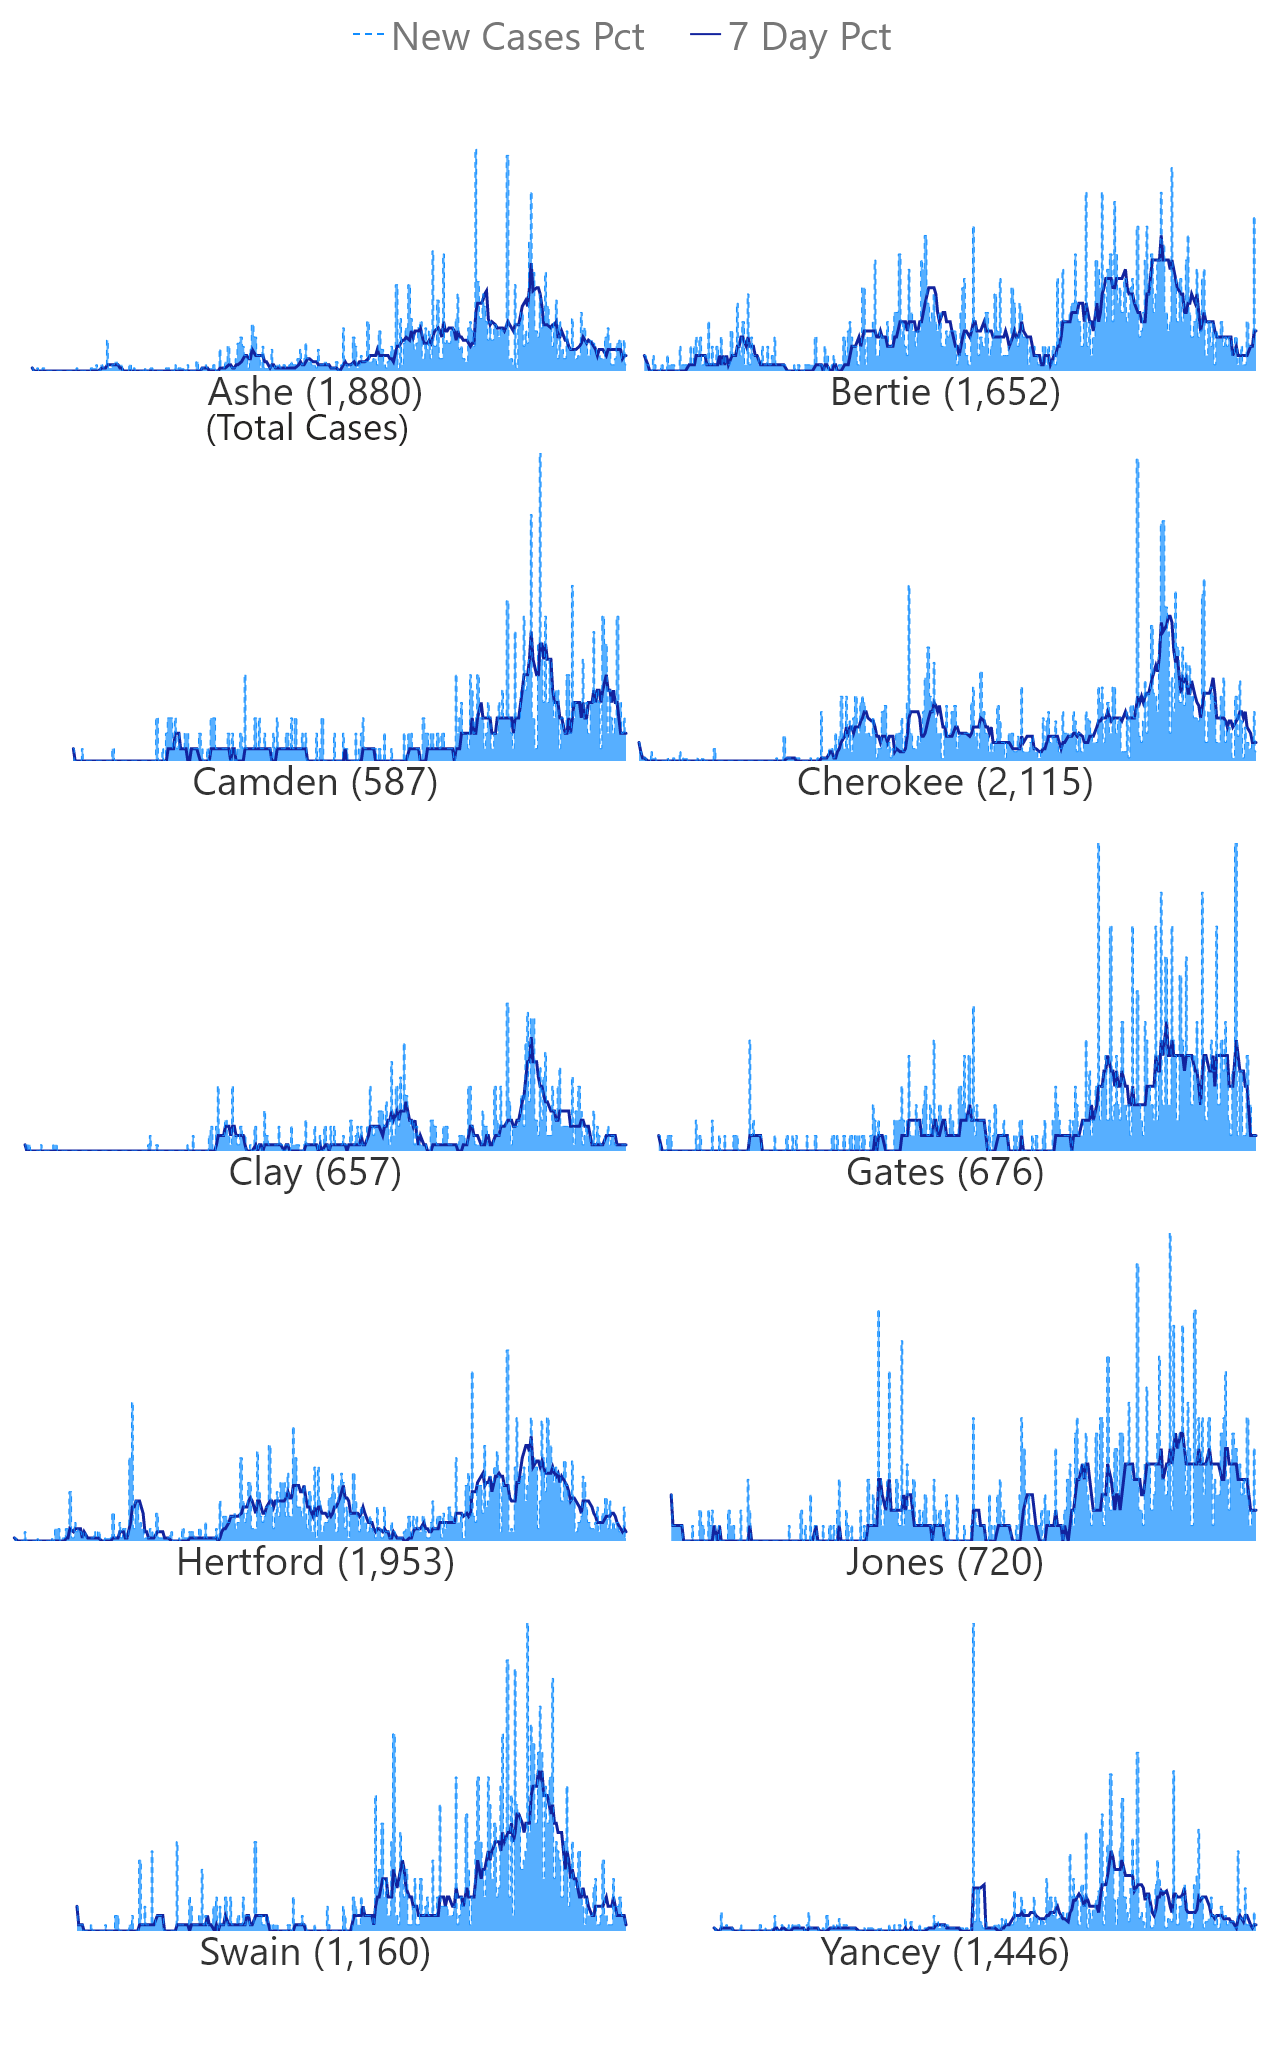 New Cases Pct 7 Day Pct
Ashe (1,880)
(Total Cases)
Bertie (1,652)
Camden (587)
Cherokee (2,115)
Clay (657)
Gates (676)
Hertford (1,953)
Jones (720)
Swain (1,160)
Yancey (1,446)